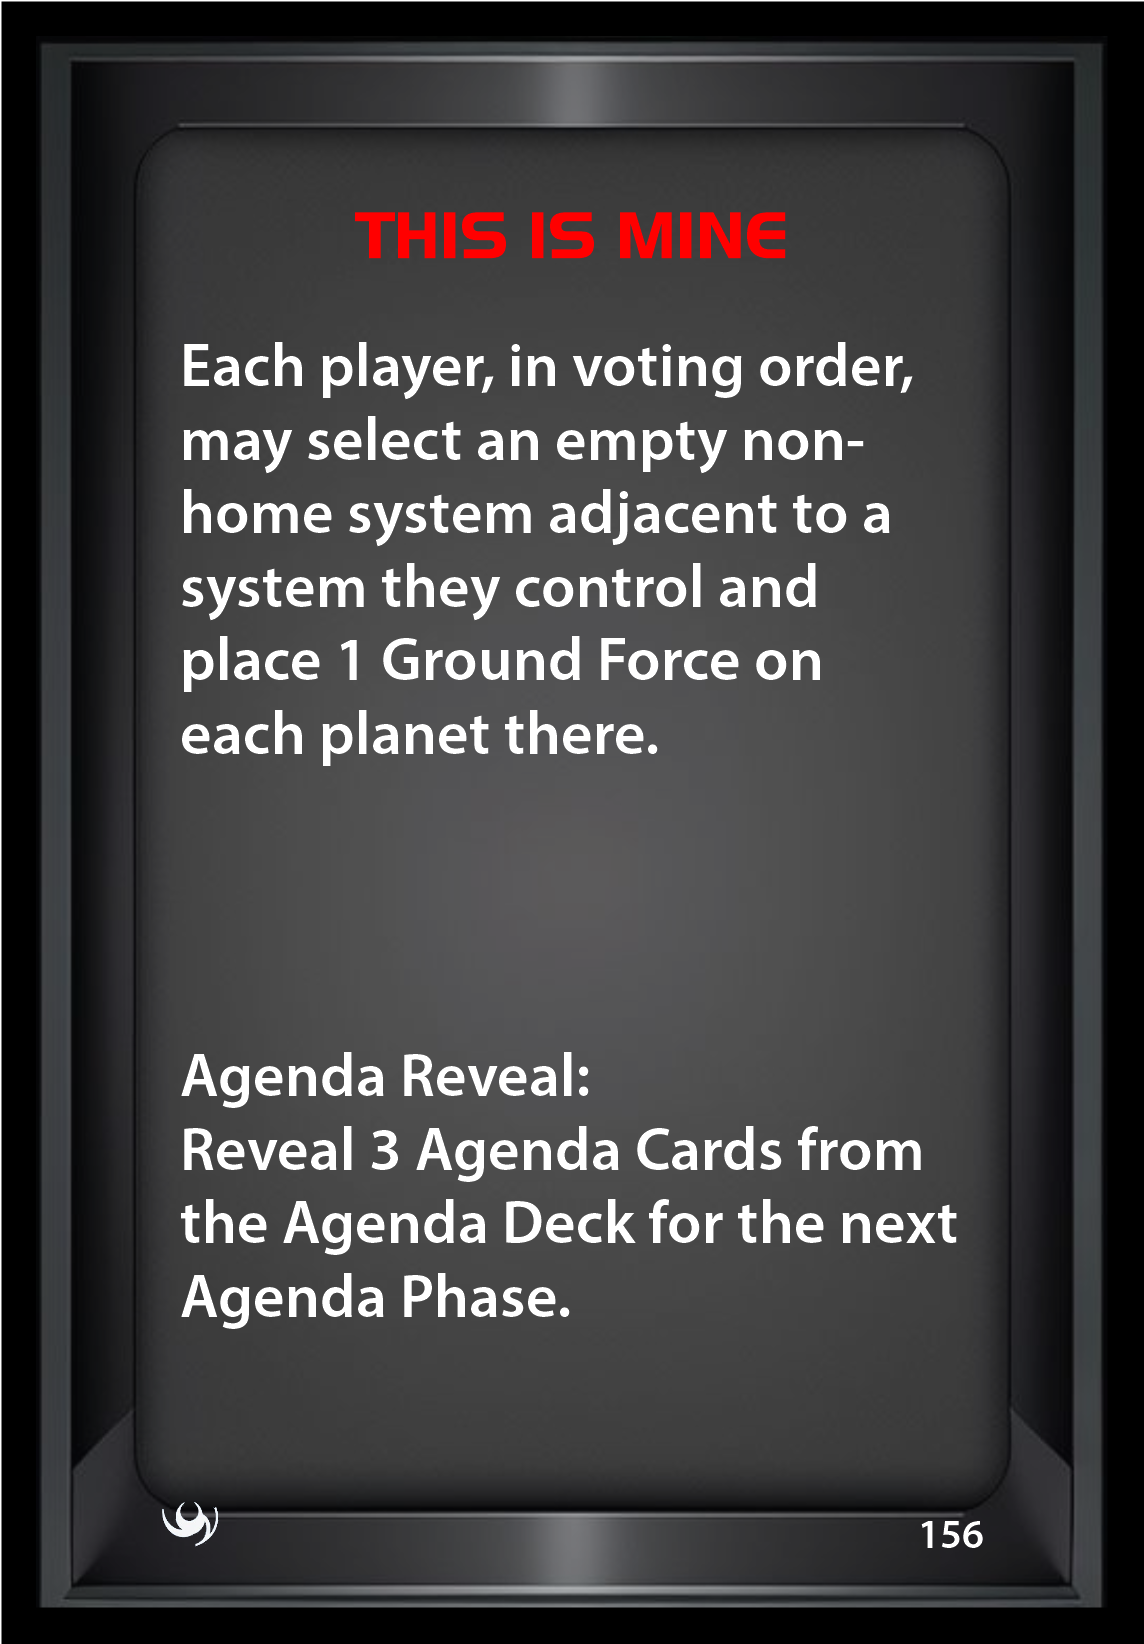 THIS IS MINE
Each player, in voting order,
may select an empty non-
home system adjacent to a
system they control and
place 1 Ground Force on
each planet there.
Agenda Reveal:
Reveal 3 Agenda Cards from
the Agenda Deck for the next
Agenda Phase.
156